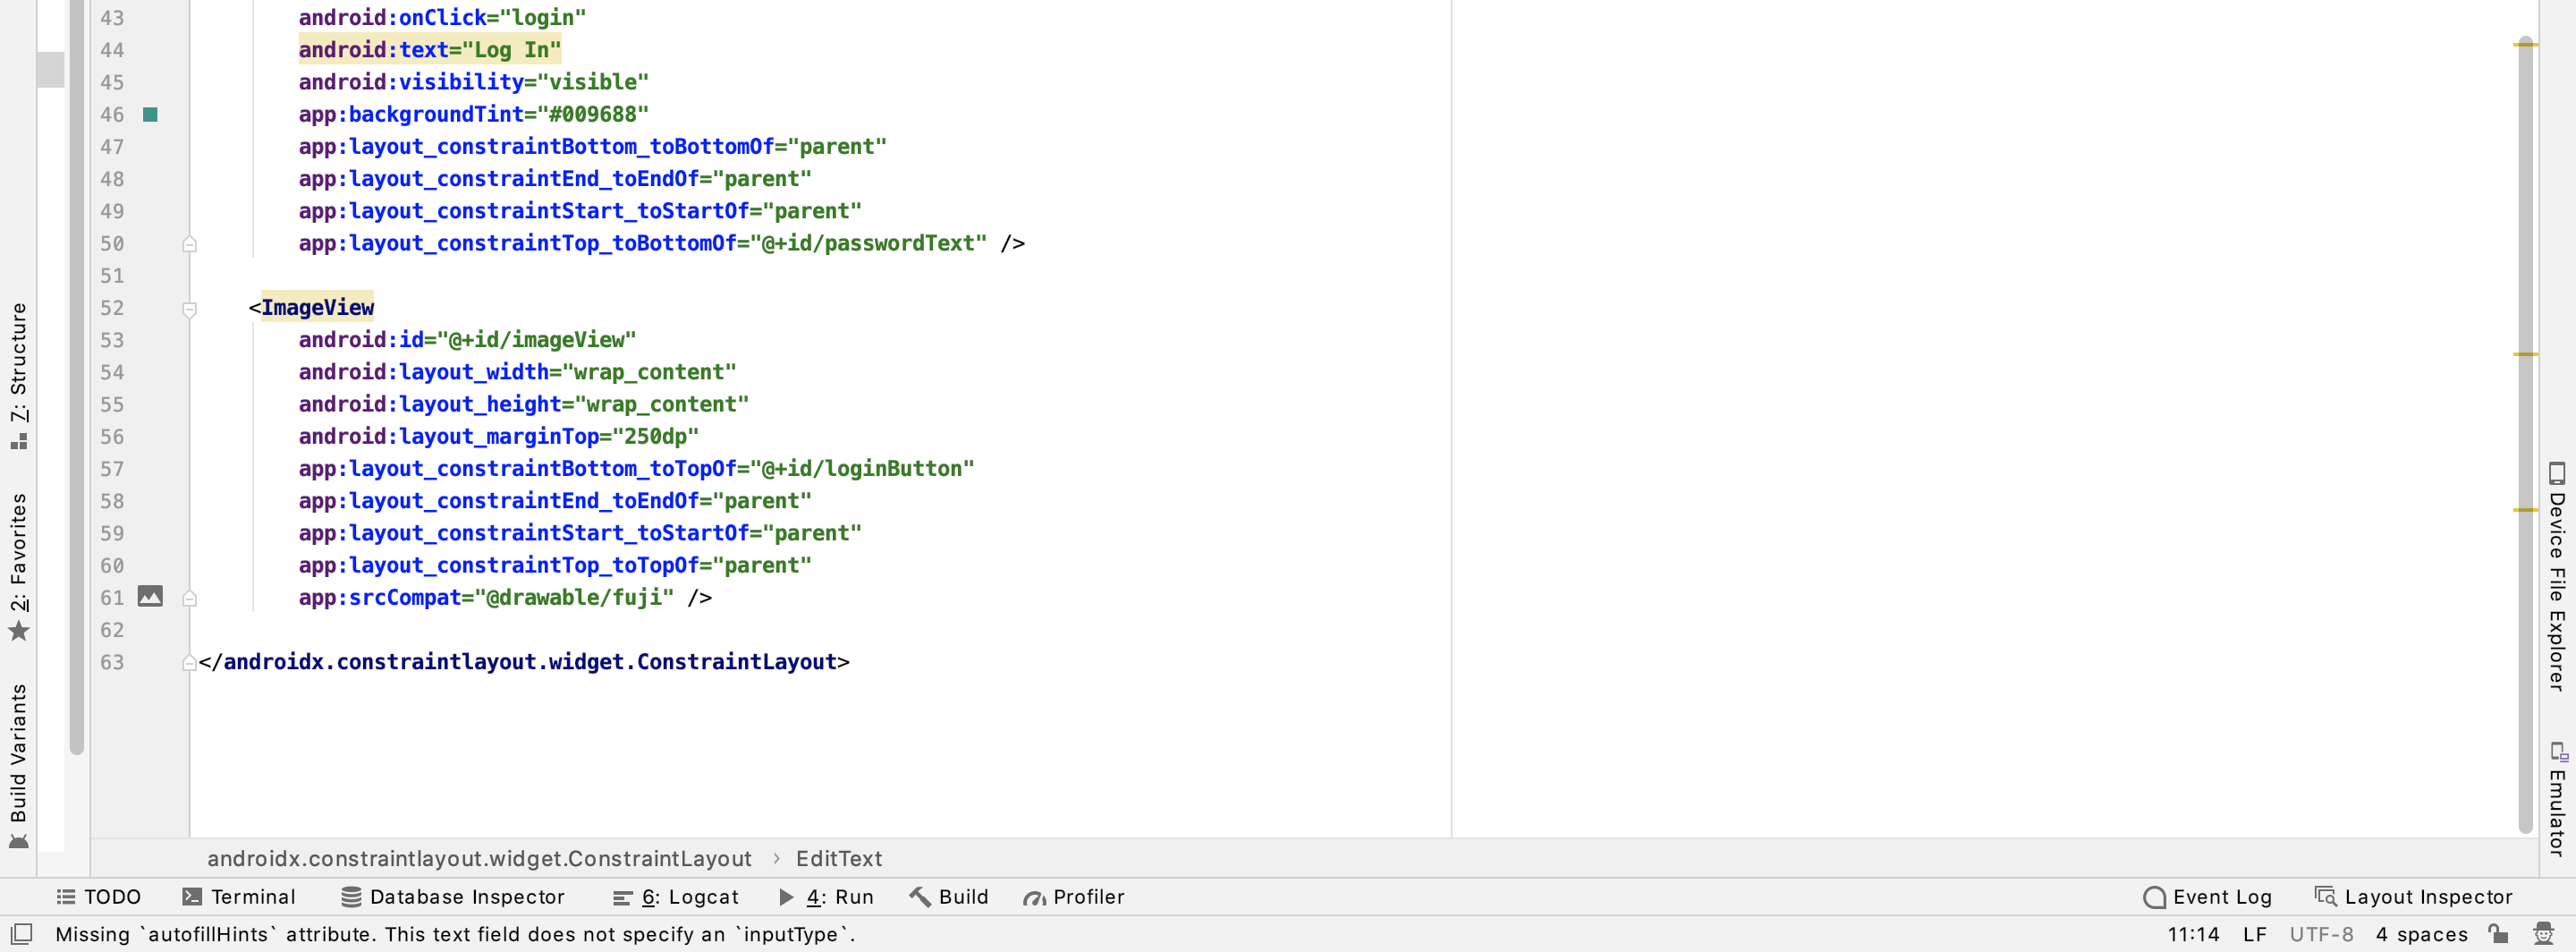 43 android:onClick="login"
44 android:text="Log In"
45 android:visibility="visible"
46 app:backgroundTint="#009688"
47 app:layout_constraintBottom_toBottomOf="parent"
48 app:layout_constraintEnd_toEndOf="parent"
49 app:layout_constraintStart_toStartOf="parent"
50 app:layout_constraintTop_toBottomOf="@+id/passwordText" />
51
52 <ImageView
53 android:id="@+id/imageView"
54 android:layout_width="wrap_content"
55 android:layout_height="wrap_content"
56 android:layout_marginTop="250dp"
57 app:layout_constraintBottom_toTopOf="@+id/loginButton"
58 app:layout_constraintEnd_toEndOf="parent"
59 app:layout_constraintStart_toStartOf="parent"
60 app:layout_constraintTop_toTopOf="parent"
61 app:srcCompat="@drawable/fuji" />
62
63 </androidx.constraintlayout.widget.ConstraintLayout>
7: Structure
2: Favorites
Build Variants
Device File Explorer
Emulator
androidx.constraintlayout.widget.ConstraintLayout › EditText
TODO Terminal Database Inspector 6: Logcat 4: Run Build Profiler Event Log Layout Inspector
Missing `autofillHints` attribute. This text field does not specify an `inputType`. 11:14 LF UTF-8 4 spaces